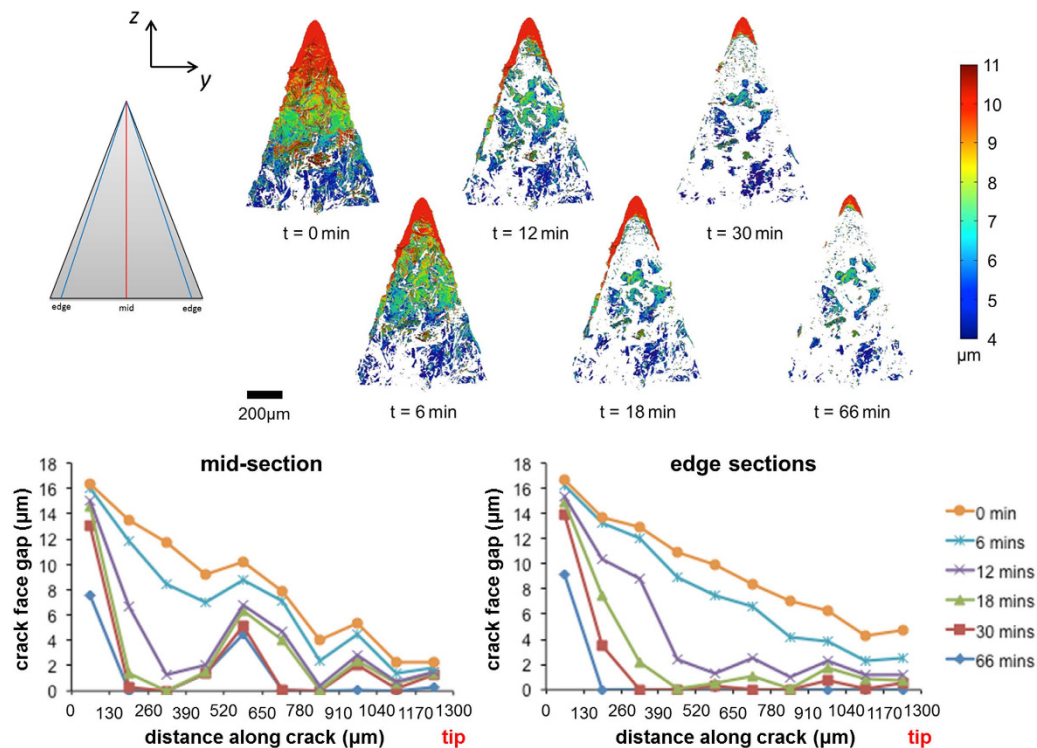 z
y
edge mid edge
t = 0 min
t = 12 min
t = 30 min
t = 6 min
t = 18 min
t = 66 min
200μm
11
10
9
8
7
6
5
4
μm
mid-section
crack face gap (μm)
18
16
14
12
10
8
6
4
2
0
0 130 260 390 520 650 780 910 1040 1170 1300
distance along crack (μm) tip
edge sections
crack face gap (μm)
18
16
14
12
10
8
6
4
2
0
0 130 260 390 520 650 780 910 1040 1170 1300
distance along crack (μm) tip
0 min
6 mins
12 mins
18 mins
30 mins
66 mins